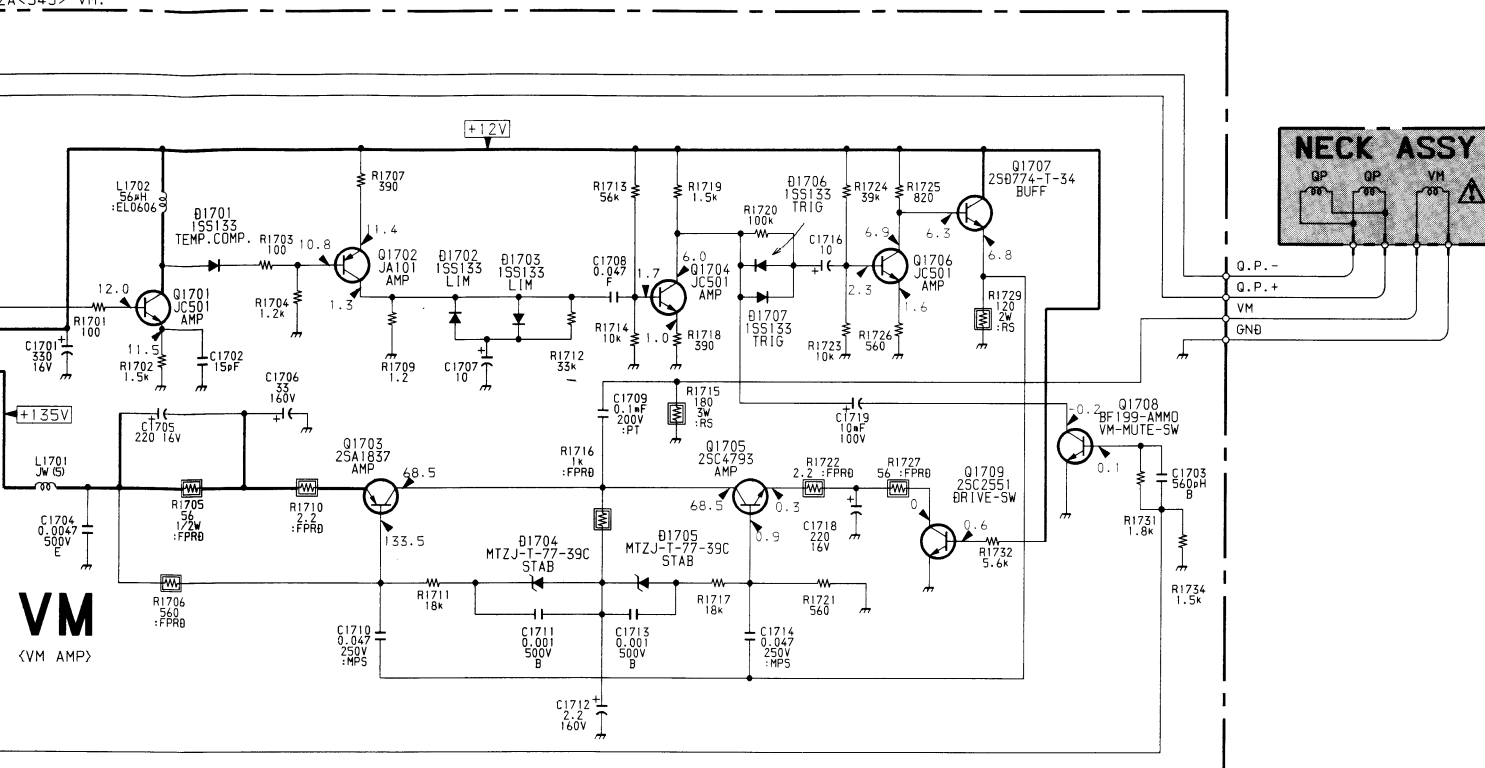 2A<545> VM.
+12V
NECK ASSY
QP QP VM
Q.P.-
Q.P.+
VM
GND
L1702
56µH
:EL0606
D1701
1SS133
TEMP.COMP.
R1703
100
R1707
390
10.8
11.4
Q1702
JA101
AMP
1.3
R1704
1.2k
12.0
Q1701
JC501
AMP
R1701
100
11.5
C1701
330
16V
R1702
1.5k
C1702
15pF
R1709
1.2
D1702
1SS133
LIM
D1703
1SS133
LIM
C1707
10
R1712
33k
C1708
0.047
F
R1713
56k
R1719
1.5k
1.7
6.0
Q1704
JC501
AMP
R1714
10k
1.0
R1718
390
D1706
1SS133
TRIG
R1720
100k
C1716
10
D1707
1SS133
TRIG
R1724
39k
R1725
820
6.9
2.3
Q1706
JC501
AMP
1.6
R1723
10k
R1726
560
Q1707
2SD774-T-34
BUFF
6.3
6.8
R1729
120
2W
:RS
+135V
C1705
220 16V
C1706
33
160V
L1701
JW(5)
C1704
0.0047
500V
E
R1705
56
1/2W
:FPRD
R1710
2.2
:FPRD
Q1703
2SA1837
AMP
68.5
133.5
R1706
560
:FPRD
R1711
18k
C1709
0.1mF
200V
:PT
R1715
180
3W
:RS
R1716
1k
:FPRD
Q1705
2SC4793
AMP
68.5
0.3
0.9
R1722
2.2 :FPRD
R1727
56 :FPRD
C1718
220
16V
C1719
10mF
100V
Q1709
2SC2551
DRIVE-SW
0
0.6
R1732
5.6k
-0.2
Q1708
BF199-AMMO
VM-MUTE-SW
0.1
C1703
560pH
B
R1731
1.8k
R1734
1.5k
D1704
MTZJ-T-77-39C
STAB
D1705
MTZJ-T-77-39C
STAB
R1717
18k
R1721
560
C1710
0.047
250V
:MPS
C1711
0.001
500V
B
C1713
0.001
500V
B
C1714
0.047
250V
:MPS
C1712
2.2
160V
VM
<VM AMP>